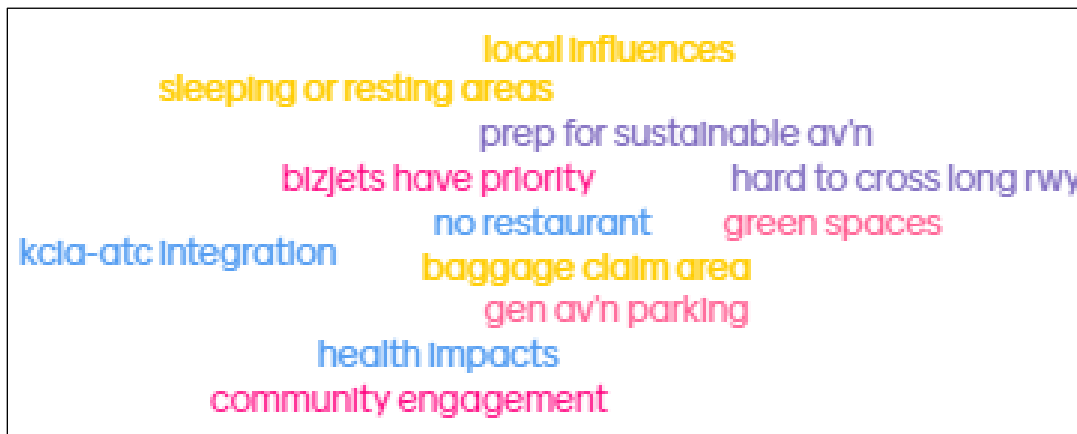 local influences
sleeping or resting areas
prep for sustainable av'n
bizjets have priority
hard to cross long rwy
no restaurant
green spaces
kcia-atc integration
baggage claim area
gen av'n parking
health impacts
community engagement